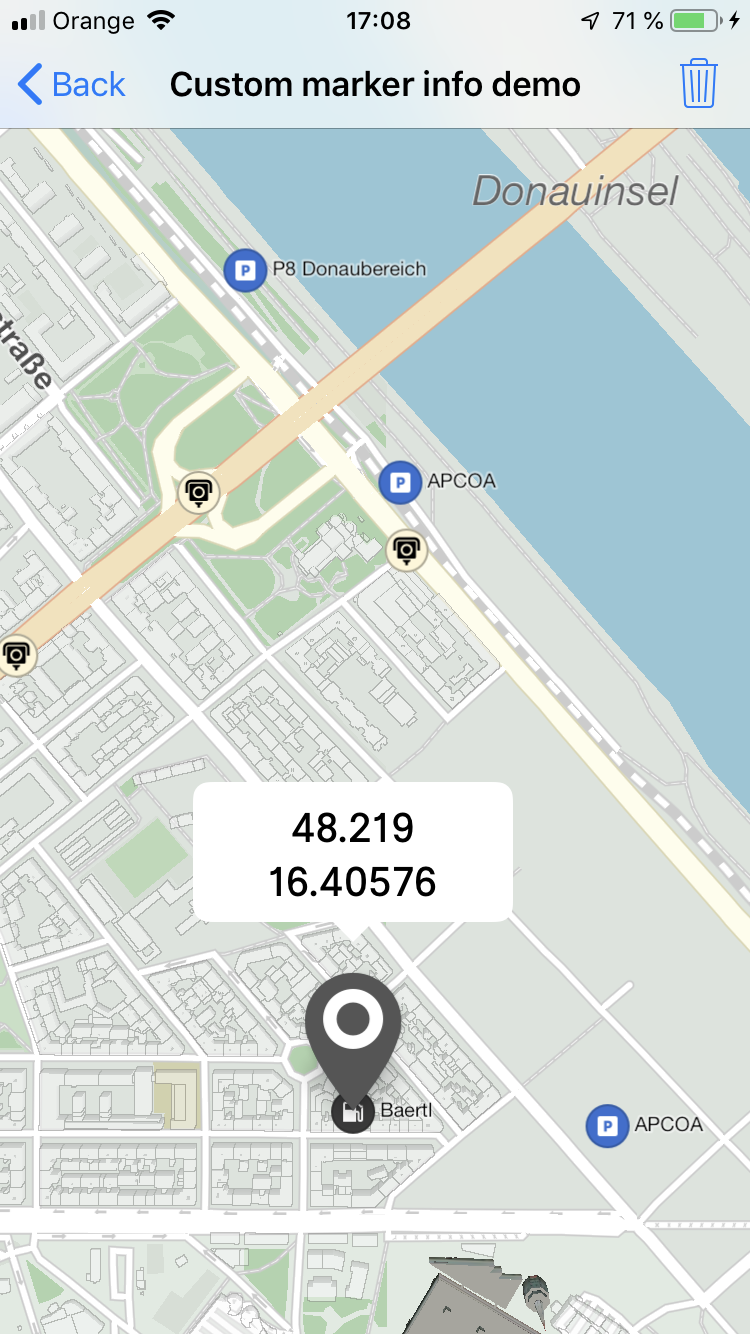 Orange 17:08 71 %
Back Custom marker info demo
Donauinsel
P8 Donaubereich
traße
APCOA
48.219
16.40576
Baertl
APCOA